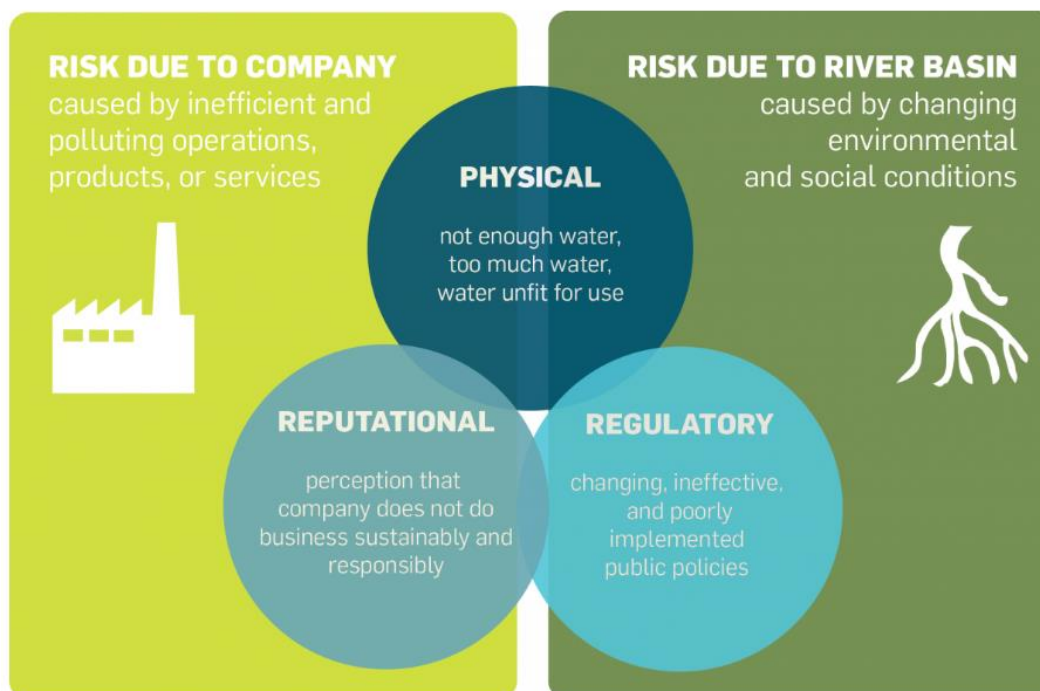 RISK DUE TO COMPANY
caused by inefficient and
polluting operations,
products, or services
RISK DUE TO RIVER BASIN
caused by changing
environmental
and social conditions
PHYSICAL
not enough water,
too much water,
water unfit for use
REPUTATIONAL
perception that
company does not do
business sustainably and
responsibly
REGULATORY
changing, ineffective,
and poorly
implemented
public policies